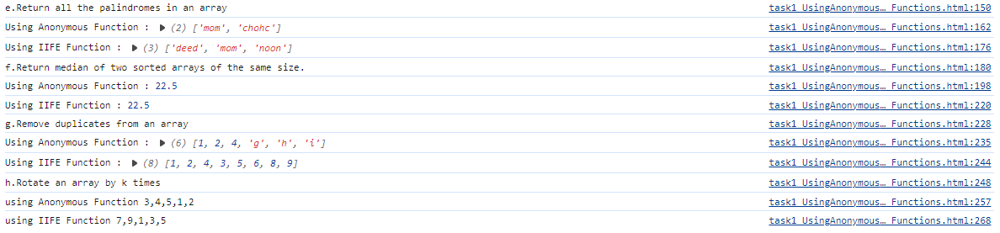 e.Return all the palindromes in an array task1 UsingAnonymous… Functions.html:150
Using Anonymous Function : ▶ (2) ['mom', 'chohc'] task1 UsingAnonymous… Functions.html:162
Using IIFE Function : ▶ (3) ['deed', 'mom', 'noon'] task1 UsingAnonymous… Functions.html:176
f.Return median of two sorted arrays of the same size. task1 UsingAnonymous… Functions.html:180
Using Anonymous Function : 22.5 task1 UsingAnonymous… Functions.html:198
Using IIFE Function : 22.5 task1 UsingAnonymous… Functions.html:220
g.Remove duplicates from an array task1 UsingAnonymous… Functions.html:228
Using Anonymous Function : ▶ (6) [1, 2, 4, 'g', 'h', 'i'] task1 UsingAnonymous… Functions.html:235
Using IIFE Function : ▶ (8) [1, 2, 4, 3, 5, 6, 8, 9] task1 UsingAnonymous… Functions.html:244
h.Rotate an array by k times task1 UsingAnonymous… Functions.html:248
using Anonymous Function 3,4,5,1,2 task1 UsingAnonymous… Functions.html:257
using IIFE Function 7,9,1,3,5 task1 UsingAnonymous… Functions.html:268